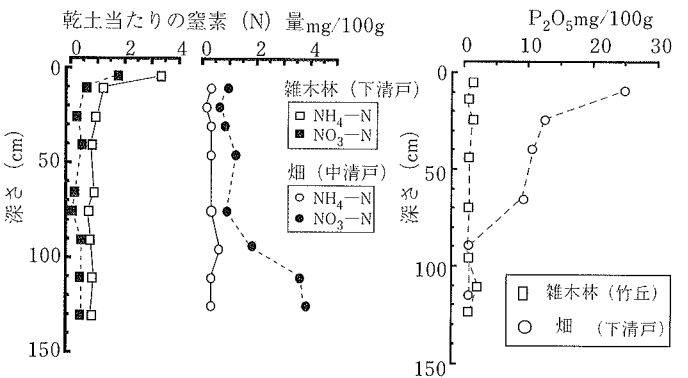 乾土当たりの窒素（N）量mg/100g
0 2 4
0 2 4
0
50
100
150
深さ（cm）
雑木林（下清戸）
□ NH₄―N
■ NO₃―N
畑（中清戸）
○ NH₄―N
● NO₃―N
P₂O₅mg/100g
0 10 20 30
0
50
100
150
深さ（cm）
□ 雑木林（竹丘）
○ 畑 （下清戸）